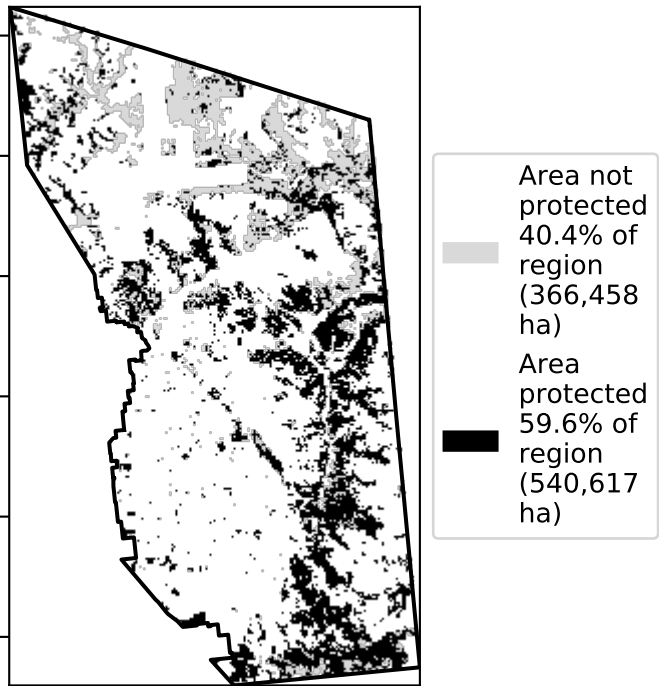 Area not
protected
40.4% of
region
(366,458
ha)
Area
protected
59.6% of
region
(540,617
ha)